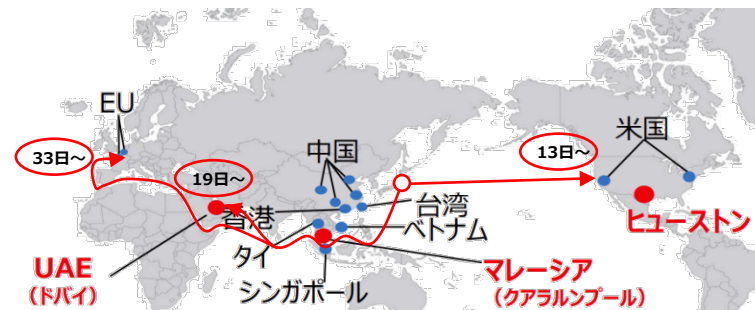 EU
33日～
19日～
中国
13日～
米国
香港
台湾
ベトナム
タイ
シンガポール
UAE
（ドバイ）
マレーシア
（クアラルンプール）
ヒューストン